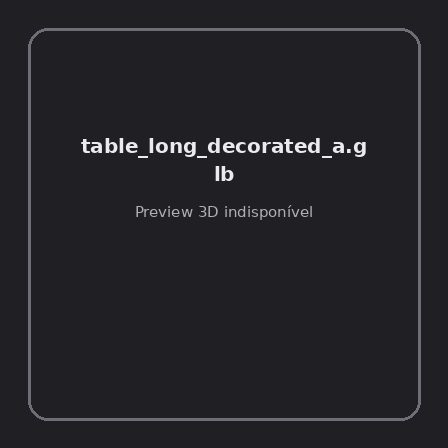 table_long_decorated_a.g
lb
Preview 3D indisponível